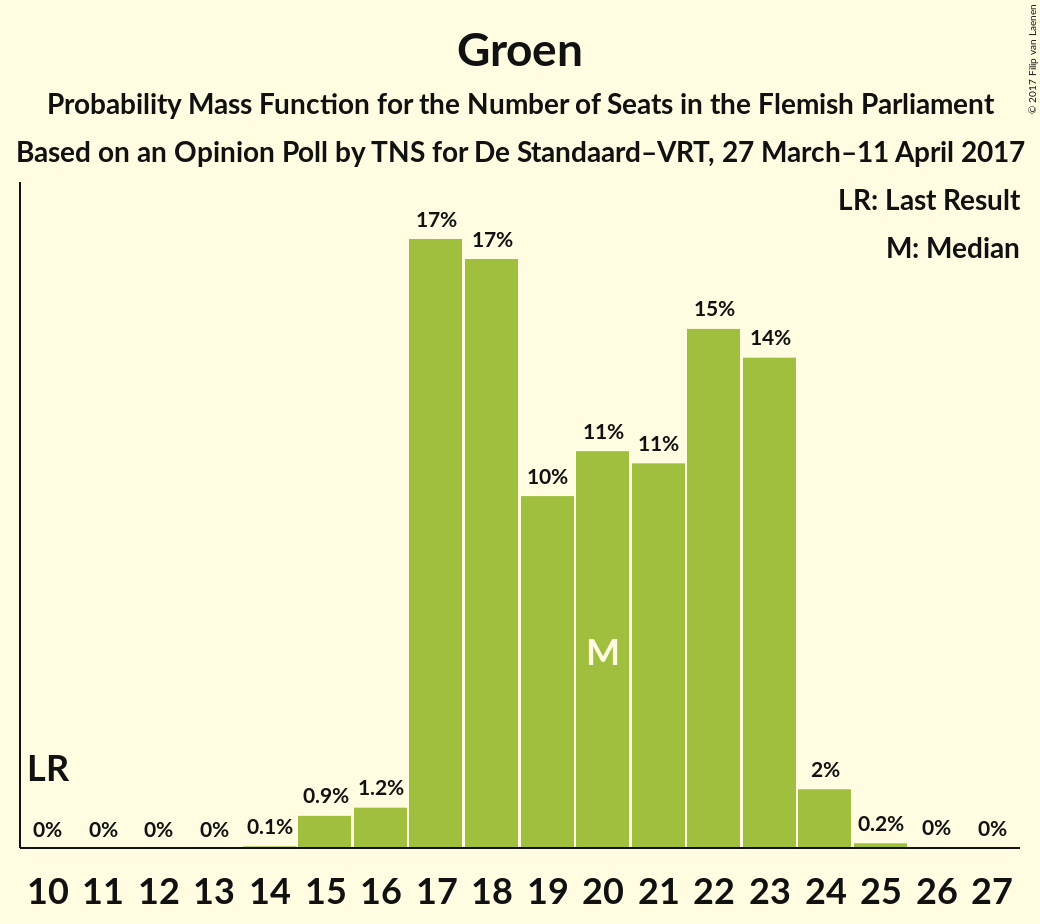 Groen
Probability Mass Function for the Number of Seats in the Flemish Parliament
Based on an Opinion Poll by TNS for De Standaard–VRT, 27 March–11 April 2017
© 2017 Filip van Laenen
LR: Last Result
M: Median
17%
17%
15%
14%
11%
11%
10%
M
LR
2%
1.2%
0.9%
0% 0% 0% 0% 0.1% 0.2% 0% 0%
10 11 12 13 14 15 16 17 18 19 20 21 22 23 24 25 26 27